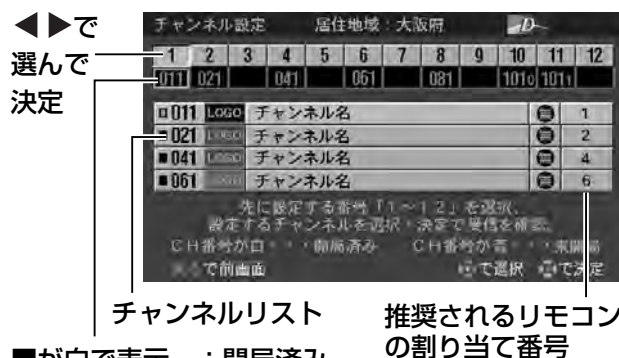 ◀▶で
選んで
決定
チャンネル設定 居住地域：大阪府
1 2 3 4 5 6 7 8 9 10 11 12
011 021 041 061 081 1010 1011
011 LOGO チャンネル名 1
021 LOGO チャンネル名 2
041 LOGO チャンネル名 4
061 チャンネル名 6
先に設定する番号「1～12」を選択、
設定するチャンネルを選択・決定で受信を確認。
CH番号が白・・・開局済み CH番号が青・・・未開局
で前画面 で選択 で決定
チャンネルリスト
推奨されるリモコン
の割り当て番号
■が白で表示 ：開局済み